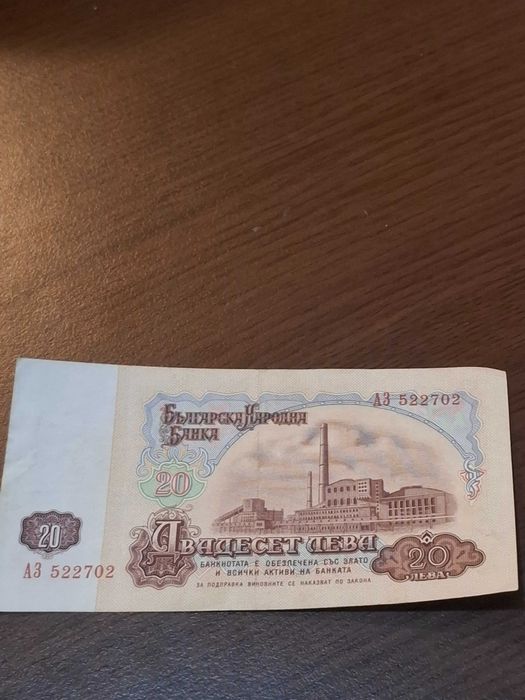 АЗ 522702
БЪЛГАРСКА НАРОДНА
БАНКА
20
20
ДВАДЕСЕТ ЛЕВА
20
ЛЕВА
БАНКНОТАТА Е ОБЕЗПЕЧЕНА СЪС ЗЛАТО
И ВСИЧКИ АКТИВИ НА БАНКАТА
АЗ 522702
ЗА ПОДПРАВКА ВИНОВНИТЕ СЕ НАКАЗВАТ ПО ЗАКОНА